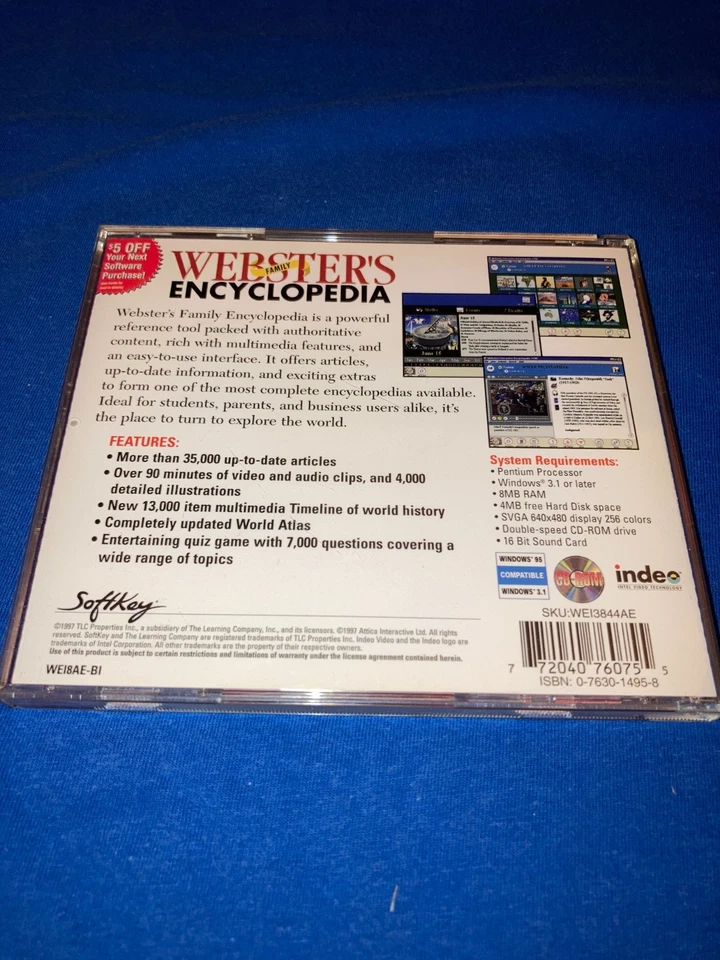 $5 OFF
Your Next
Software
Purchase!
WEBSTER'S
FAMILY
ENCYCLOPEDIA
Webster's Family Encyclopedia is a powerful
reference tool packed with authoritative
content, rich with multimedia features, and
an easy-to-use interface. It offers articles,
up-to-date information, and exciting extras
to form one of the most complete encyclopedias available.
Ideal for students, parents, and business users alike, it's
the place to turn to explore the world.
FEATURES:
• More than 35,000 up-to-date articles
• Over 90 minutes of video and audio clips, and 4,000
detailed illustrations
• New 13,000 item multimedia Timeline of world history
• Completely updated World Atlas
• Entertaining quiz game with 7,000 questions covering a
wide range of topics
June 15
System Requirements:
• Pentium Processor
• Windows® 3.1 or later
• 8MB RAM
• 4MB free Hard Disk space
• SVGA 640x480 display 256 colors
• Double-speed CD-ROM drive
• 16 Bit Sound Card
WINDOWS® 95
COMPATIBLE
WINDOWS® 3.1
CD-ROM
indeo
INTEL VIDEO TECHNOLOGY
SKU:WEI3844AE
7 72040 76075 5
ISBN: 0-7630-1495-8
SoftKey
©1997 TLC Properties Inc., a subsidiary of The Learning Company, Inc., and its licensors. ©1997 Attica Interactive Ltd. All rights
reserved. SoftKey and The Learning Company are registered trademarks of TLC Properties Inc. Indeo Video and the Indeo logo are
trademarks of Intel Corporation. All other trademarks are the property of their respective owners.
Use of this product is subject to certain restrictions and limitations of warranty under the license agreement contained herein.
WEI8AE-BI